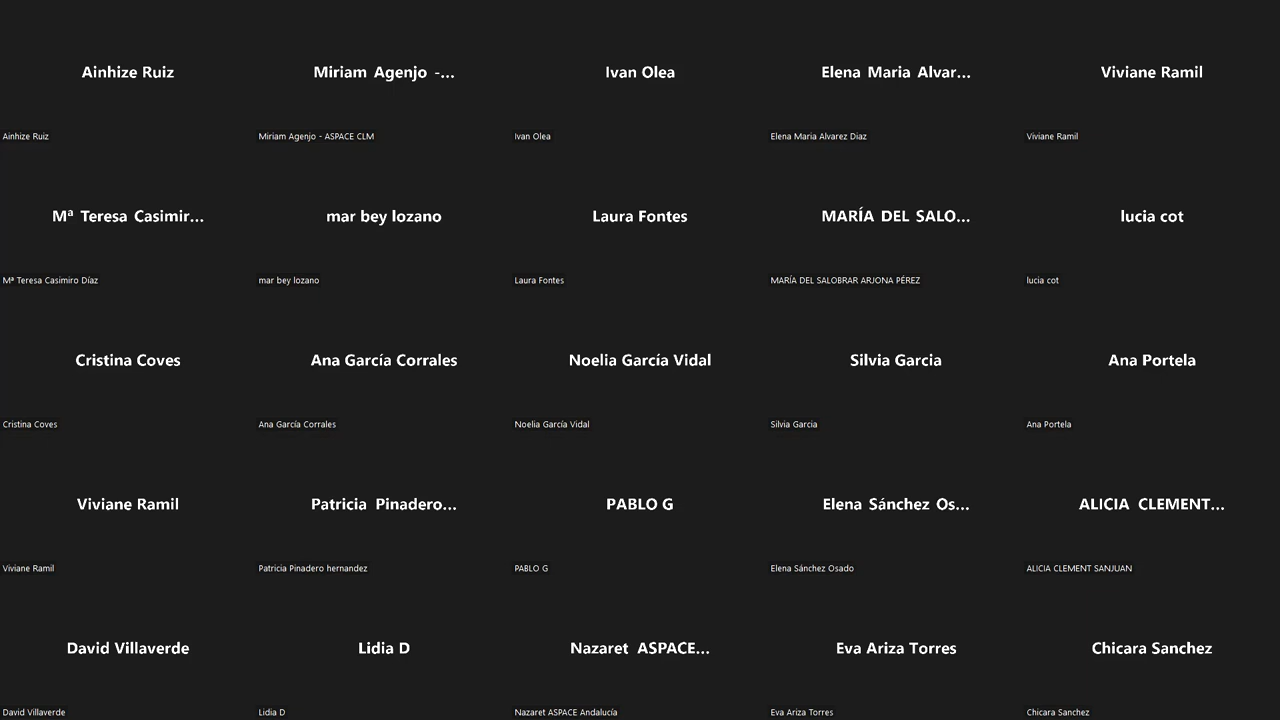 Ainhize Ruiz
Miriam Agenjo -...
Ivan Olea
Elena Maria Alvar...
Viviane Ramil
Ainhize Ruiz
Miriam Agenjo - ASPACE CLM
Ivan Olea
Elena Maria Alvarez Diaz
Viviane Ramil
Mª Teresa Casimir...
mar bey lozano
Laura Fontes
MARÍA DEL SALO...
lucia cot
Mª Teresa Casimiro Díaz
mar bey lozano
Laura Fontes
MARÍA DEL SALOBRAR ARJONA PÉREZ
lucia cot
Cristina Coves
Ana García Corrales
Noelia García Vidal
Silvia Garcia
Ana Portela
Cristina Coves
Ana García Corrales
Noelia García Vidal
Silvia Garcia
Ana Portela
Viviane Ramil
Patricia Pinadero...
PABLO G
Elena Sánchez Os...
ALICIA CLEMENT...
Viviane Ramil
Patricia Pinadero hernandez
PABLO G
Elena Sánchez Osado
ALICIA CLEMENT SANJUAN
David Villaverde
Lidia D
Nazaret ASPACE...
Eva Ariza Torres
Chicara Sanchez
David Villaverde
Lidia D
Nazaret ASPACE Andalucía
Eva Ariza Torres
Chicara Sanchez